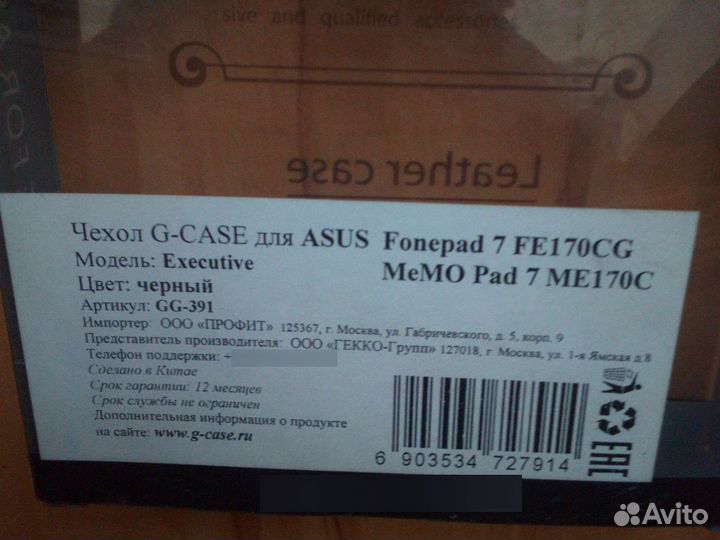 sive and qualified accessories
FOR
Leather case
Чехол G-CASE для ASUS Fonepad 7 FE170CG
MeMO Pad 7 ME170C
Модель: Executive
Цвет: черный
Артикул: GG-391
Импортер: ООО «ПРОФИТ» 125367, г. Москва, ул. Габричевского, д. 5, корп. 9
Представитель производителя: ООО «ГЕККО-Групп» 127018, г. Москва, ул. 1-я Ямская д.8
Телефон поддержки: +
Сделано в Китае
Срок гарантии: 12 месяцев
Срок службы не ограничен
Дополнительная информация о продукте
на сайте: www.g-case.ru
6 903534 727914
EAC
Avito